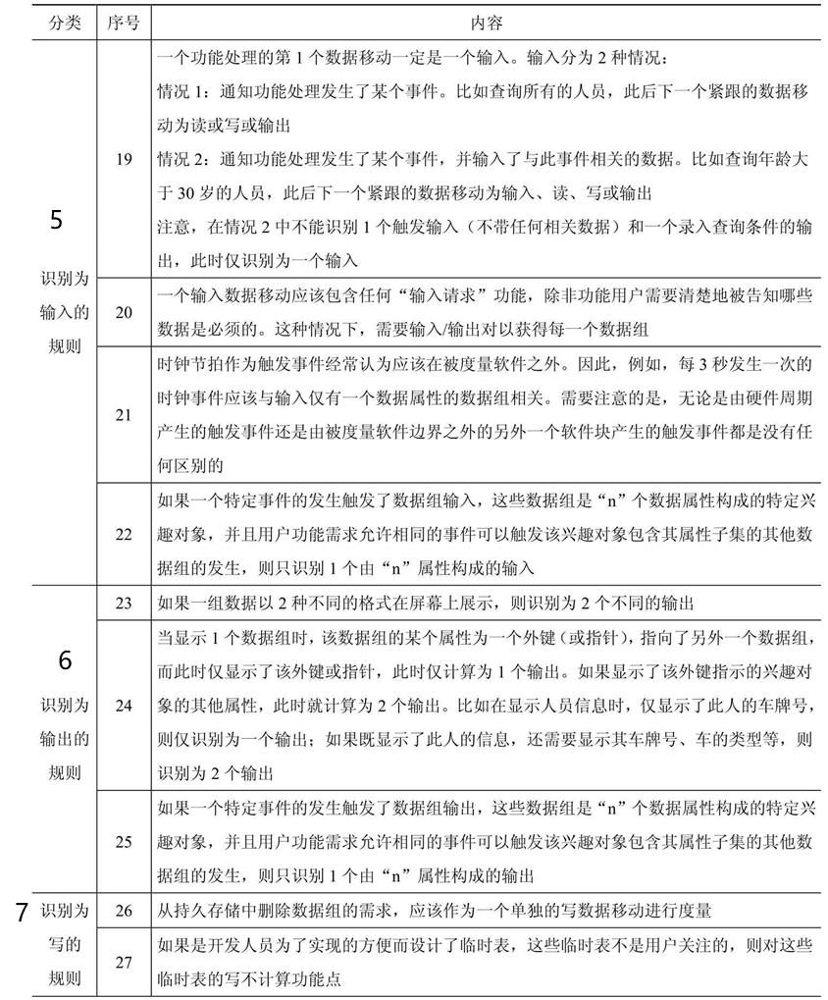 分类 序号 内容
一个功能处理的第 1 个数据移动一定是一个输入。输入分为 2 种情况：
情况 1：通知功能处理发生了某个事件。比如查询所有的人员，此后下一个紧跟的数据移
动为读或写或输出
19 情况 2：通知功能处理发生了某个事件，并输入了与此事件相关的数据。比如查询年龄大
于 30 岁的人员，此后下一个紧跟的数据移动为输入、读、写或输出
注意，在情况 2 中不能识别 1 个触发输入（不带任何相关数据）和一个录入查询条件的输
出，此时仅识别为一个输入
5
识别为
输入的
规则
一个输入数据移动应该包含任何“输入请求”功能，除非功能用户需要清楚地被告知哪些
20 数据是必须的。这种情况下，需要输入/输出对以获得每一个数据组
时钟节拍作为触发事件经常认为应该在被度量软件之外。因此，例如，每 3 秒发生一次的
时钟事件应该与输入仅有一个数据属性的数据组相关。需要注意的是，无论是由硬件周期
21 产生的触发事件还是由被度量软件边界之外的另外一个软件块产生的触发事件都是没有任
何区别的
如果一个特定事件的发生触发了数据组输入，这些数据组是“n”个数据属性构成的特定兴
22 趣对象，并且用户功能需求允许相同的事件可以触发该兴趣对象包含其属性子集的其他数
据组的发生，则只识别 1 个由“n”属性构成的输入
6
识别为
输出的
规则
23 如果一组数据以 2 种不同的格式在屏幕上展示，则识别为 2 个不同的输出
当显示 1 个数据组时，该数据组的某个属性为一个外键（或指针），指向了另外一个数据组，
而此时仅显示了该外键或指针，此时仅计算为 1 个输出。如果显示了该外键指示的兴趣对
24 象的其他属性，此时就计算为 2 个输出。比如在显示人员信息时，仅显示了此人的车牌号，
则仅识别为一个输出；如果既显示了此人的信息，还需要显示其车牌号、车的类型等，则
识别为 2 个输出
如果一个特定事件的发生触发了数据组输出，这些数据组是“n”个数据属性构成的特定兴
25 趣对象，并且用户功能需求允许相同的事件可以触发该兴趣对象包含其属性子集的其他数
据组的发生，则只识别 1 个由“n”属性构成的输出
7 识别为
写的
规则
26 从持久存储中删除数据组的需求，应该作为一个单独的写数据移动进行度量
如果是开发人员为了实现的方便而设计了临时表，这些临时表不是用户关注的，则对这些
27 临时表的写不计算功能点